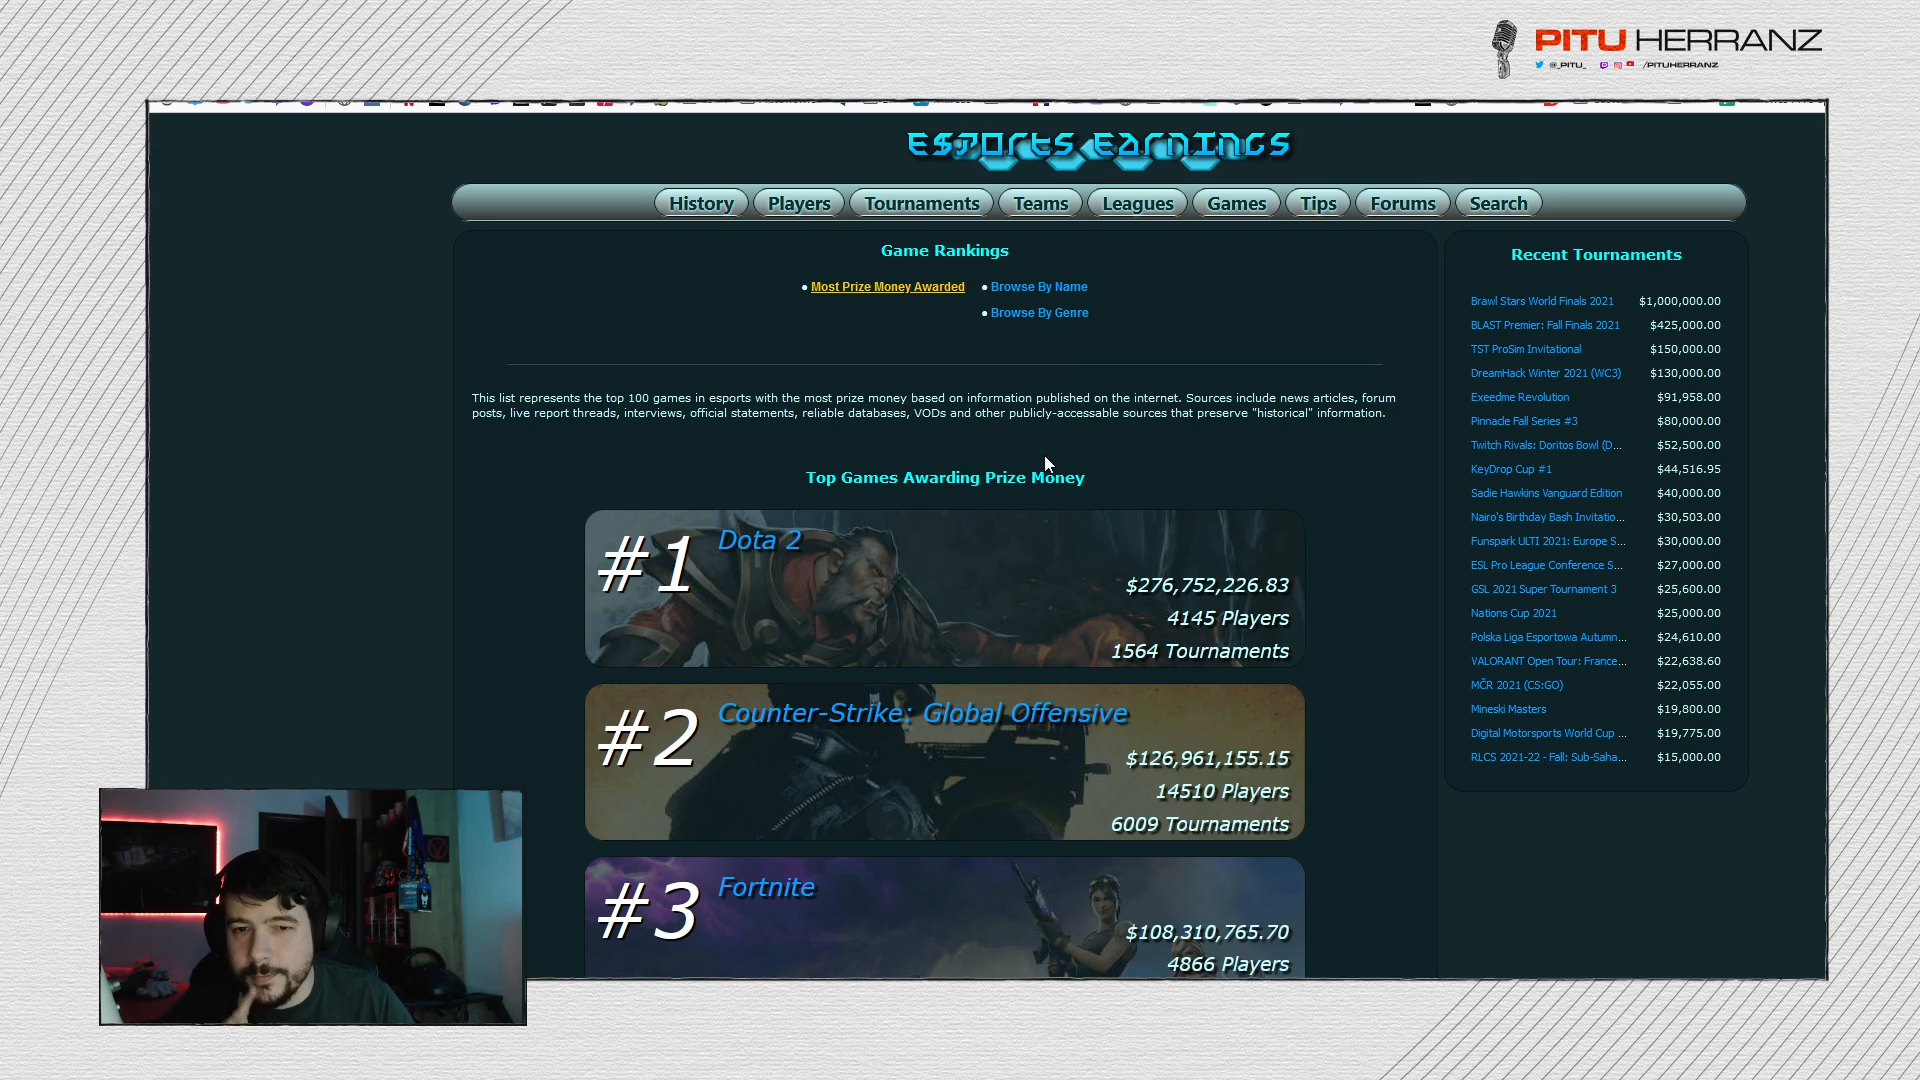 PITU HERRANZ
@_PITU_ /PITUHERRANZ
ESPORTS EARNINGS
History Players Tournaments Teams Leagues Games Tips Forums Search
Game Rankings
• Most Prize Money Awarded • Browse By Name
• Browse By Genre
This list represents the top 100 games in esports with the most prize money based on information published on the internet. Sources include news articles, forum
posts, live report threads, interviews, official statements, reliable databases, VODs and other publicly-accessable sources that preserve "historical" information.
Top Games Awarding Prize Money
#1 Dota 2
$276,752,226.83
4145 Players
1564 Tournaments
#2 Counter-Strike: Global Offensive
$126,961,155.15
14510 Players
6009 Tournaments
#3 Fortnite
$108,310,765.70
4866 Players
Recent Tournaments
Brawl Stars World Finals 2021 $1,000,000.00
BLAST Premier: Fall Finals 2021 $425,000.00
TST ProSim Invitational $150,000.00
DreamHack Winter 2021 (WC3) $130,000.00
Exeedme Revolution $91,958.00
Pinnacle Fall Series #3 $80,000.00
Twitch Rivals: Doritos Bowl (D... $52,500.00
KeyDrop Cup #1 $44,516.95
Sadie Hawkins Vanguard Edition $40,000.00
Nairo's Birthday Bash Invitatio... $30,503.00
Funspark ULTI 2021: Europe S... $30,000.00
ESL Pro League Conference S... $27,000.00
GSL 2021 Super Tournament 3 $25,600.00
Nations Cup 2021 $25,000.00
Polska Liga Esportowa Autumn... $24,610.00
VALORANT Open Tour: France... $22,638.60
MČR 2021 (CS:GO) $22,055.00
Mineski Masters $19,800.00
Digital Motorsports World Cup ... $19,775.00
RLCS 2021-22 - Fall: Sub-Saha... $15,000.00